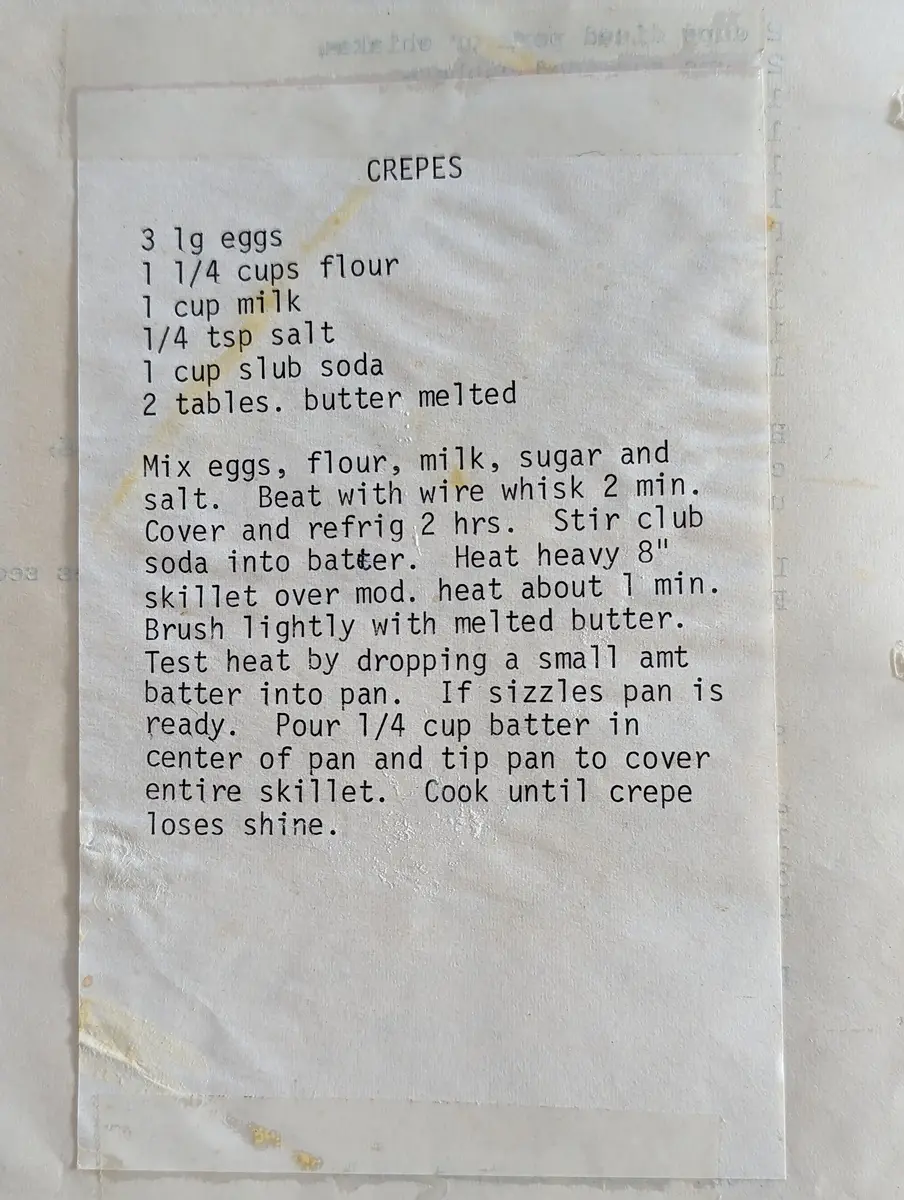 CREPES
3 lg eggs
1 1/4 cups flour
1 cup milk
1/4 tsp salt
1 cup slub soda
2 tables. butter melted
Mix eggs, flour, milk, sugar and
salt. Beat with wire whisk 2 min.
Cover and refrig 2 hrs. Stir club
soda into batter. Heat heavy 8"
skillet over mod. heat about 1 min.
Brush lightly with melted butter.
Test heat by dropping a small amt
batter into pan. If sizzles pan is
ready. Pour 1/4 cup batter in
center of pan and tip pan to cover
entire skillet. Cook until crepe
loses shine.